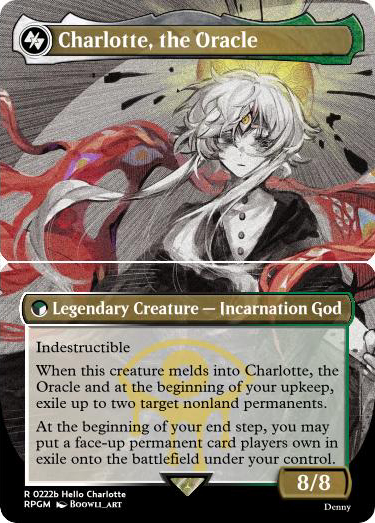 Charlotte, the Oracle
Legendary Creature — Incarnation God
Indestructible
When this creature melds into Charlotte, the
Oracle and at the beginning of your upkeep,
exile up to two target nonland permanents.
At the beginning of your end step, you may
put a face-up permanent card players own in
exile onto the battlefield under your control.
8/8
R 0222b Hello Charlotte
RPGM BOOWLI_ART
Denny